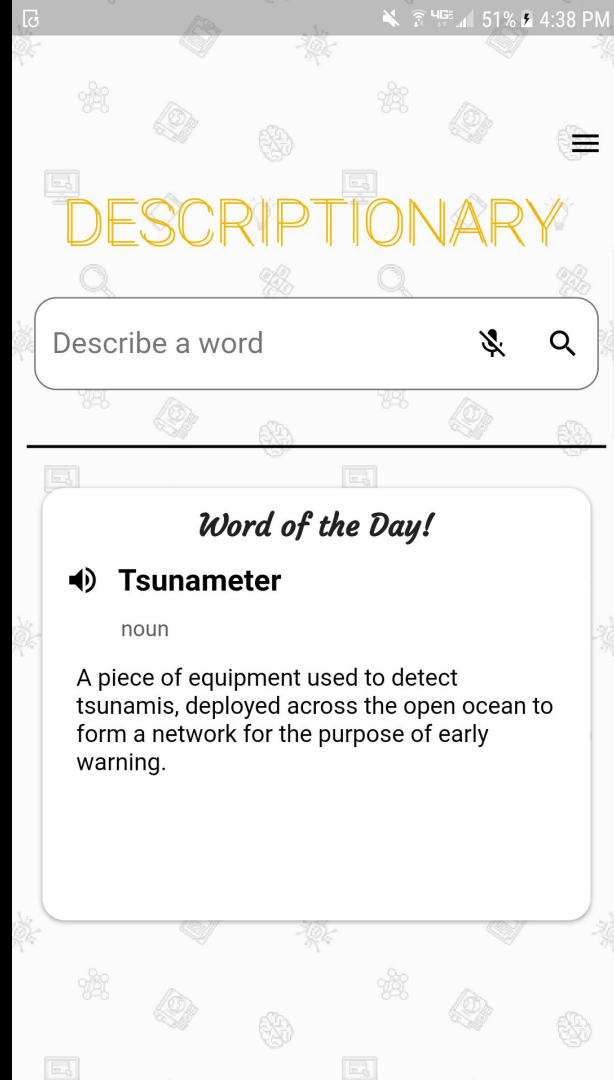 4GE 51% 4:38 PM
DESCRIPTIONARY
Describe a word
Word of the Day!
Tsunameter
noun
A piece of equipment used to detect
tsunamis, deployed across the open ocean to
form a network for the purpose of early
warning.